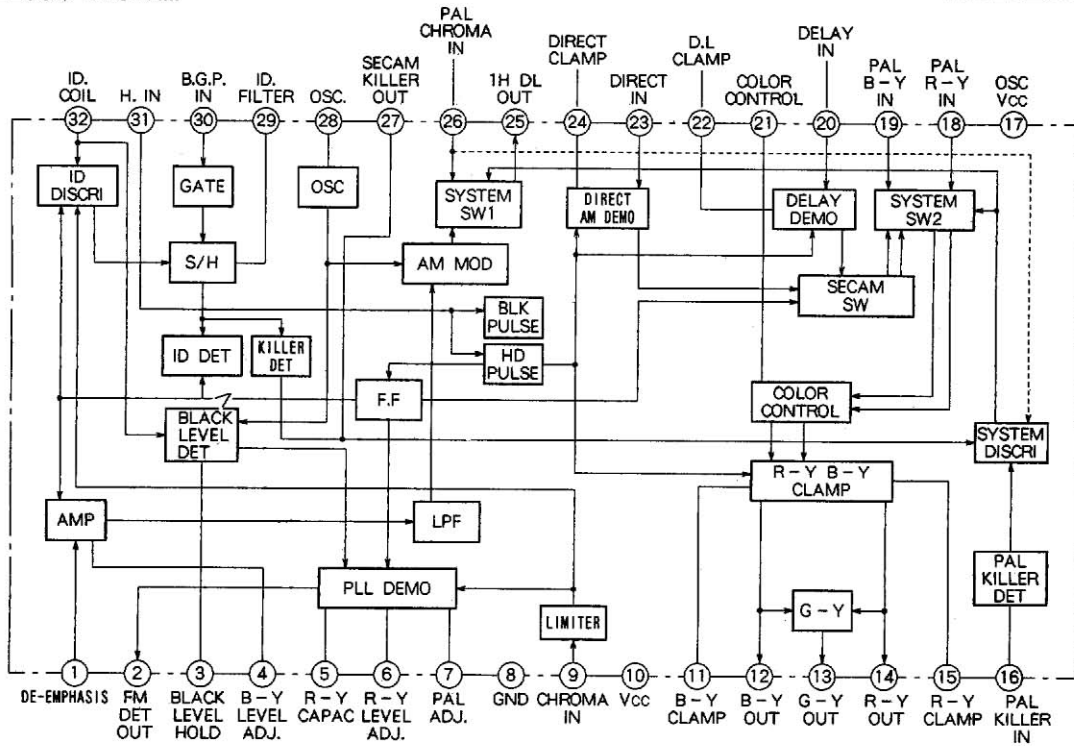 PAL
CHROMA
IN
DIRECT
CLAMP
D.L
CLAMP
DELAY
IN
ID.
COIL
H. IN
B.G.P.
IN
ID.
FILTER
OSC.
SECAM
KILLER
OUT
1H DL
OUT
DIRECT
IN
COLOR
CONTROL
PAL
B-Y
IN
PAL
R-Y
IN
OSC
VCC
32
31
30
29
28
27
26
25
24
23
22
21
20
19
18
17
ID
DISCRI
GATE
OSC
SYSTEM
SW1
DIRECT
AM DEMO
DELAY
DEMO
SYSTEM
SW2
S/H
AM MOD
SECAM
SW
BLK
PULSE
ID DET
KILLER
DET
HD
PULSE
F.F
COLOR
CONTROL
BLACK
LEVEL
DET
SYSTEM
DISCRI
R-Y B-Y
CLAMP
AMP
LPF
PLL DEMO
PAL
KILLER
DET
LIMITER
G-Y
1
2
3
4
5
6
7
8
9
10
11
12
13
14
15
16
DE-EMPHASIS
FM
DET
OUT
BLACK
LEVEL
HOLD
B-Y
LEVEL
ADJ.
R-Y
CAPAC
R-Y
LEVEL
ADJ.
PAL
ADJ.
GND
CHROMA
IN
VCC
B-Y
CLAMP
B-Y
OUT
G-Y
OUT
R-Y
OUT
R-Y
CLAMP
PAL
KILLER
IN